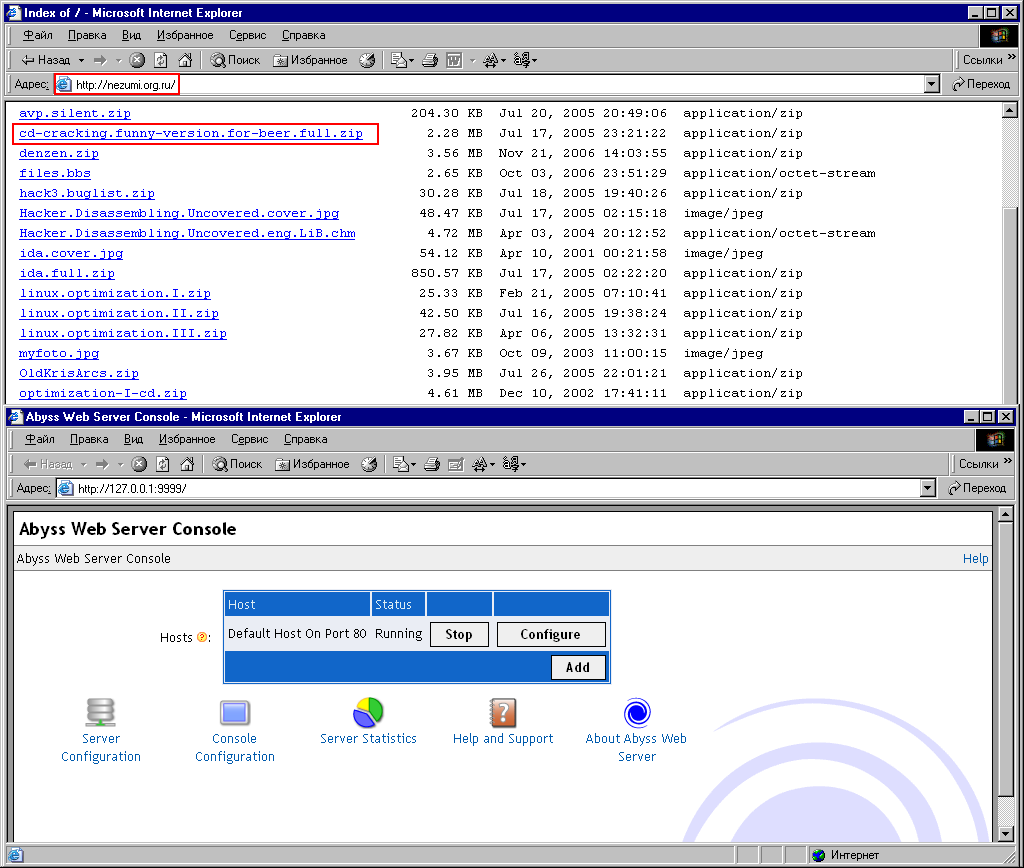 Index of / - Microsoft Internet Explorer
Файл Правка Вид Избранное Сервис Справка
Назад Поиск Избранное Ссылки »
Адрес: http://nezumi.org.ru/ Переход
avp.silent.zip 204.30 KB Jul 20, 2005 20:49:06 application/zip
cd-cracking.funny-version.for-beer.full.zip 2.28 MB Jul 17, 2005 23:21:22 application/zip
denzen.zip 3.56 MB Nov 21, 2006 14:03:55 application/zip
files.bbs 2.65 KB Oct 03, 2006 23:51:29 application/octet-stream
hack3.buglist.zip 30.28 KB Jul 18, 2005 19:40:26 application/zip
Hacker.Disassembling.Uncovered.cover.jpg 48.47 KB Jul 17, 2005 02:15:18 image/jpeg
Hacker.Disassembling.Uncovered.eng.LiB.chm 4.72 MB Apr 03, 2004 20:12:52 application/octet-stream
ida.cover.jpg 54.12 KB Apr 10, 2001 00:21:58 image/jpeg
ida.full.zip 850.57 KB Jul 17, 2005 02:22:20 application/zip
linux.optimization.I.zip 25.33 KB Feb 21, 2005 07:10:41 application/zip
linux.optimization.II.zip 42.50 KB Jul 16, 2005 19:38:24 application/zip
linux.optimization.III.zip 27.82 KB Apr 06, 2005 13:32:31 application/zip
myfoto.jpg 3.67 KB Oct 09, 2003 11:00:15 image/jpeg
OldKrisArcs.zip 3.95 MB Jul 26, 2005 22:01:21 application/zip
optimization-I-cd.zip 4.61 MB Dec 10, 2002 17:41:11 application/zip
Abyss Web Server Console - Microsoft Internet Explorer
Файл Правка Вид Избранное Сервис Справка
Назад Поиск Избранное Ссылки »
Адрес: http://127.0.0.1:9999/ Переход
Abyss Web Server Console
Abyss Web Server Console Help
Host Status
Hosts ?: Default Host On Port 80 Running Stop Configure
Add
Server Configuration
Console Configuration
Server Statistics
Help and Support
About Abyss Web Server
Интернет